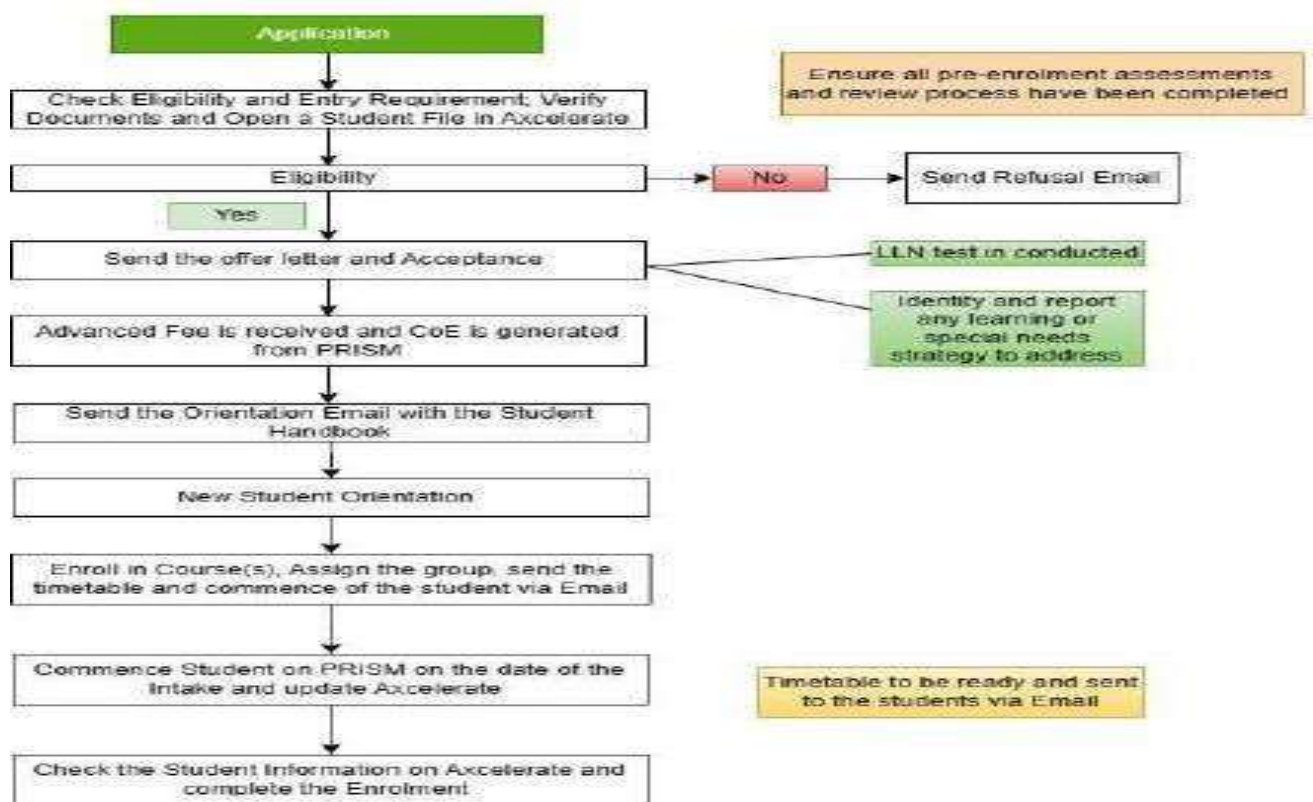 Application
Ensure all pre-enrolment assessments
and review process have been completed
Check Eligibility and Entry Requirement, Verify
Documents and Open a Student File in Axcelerate
Eligibility
No
Send Refusal Email
Yes
Send the offer letter and Acceptance
LLN test in conducted
Identity and report
any learning or
special needs
strategy to address
Advanced Fee is received and CoE is generated
from PRISM
Send the Orientation Email with the Student
Handbook
New Student Orientation
Enroll in Course(s), Assign the group, send the
timetable and commence of the student via Email
Commence Student on PRISM on the date of the
Intake and update Axcelerate
Timetable to be ready and sent
to the students via Email
Check the Student Information on Axcelerate and
complete the Enrolment